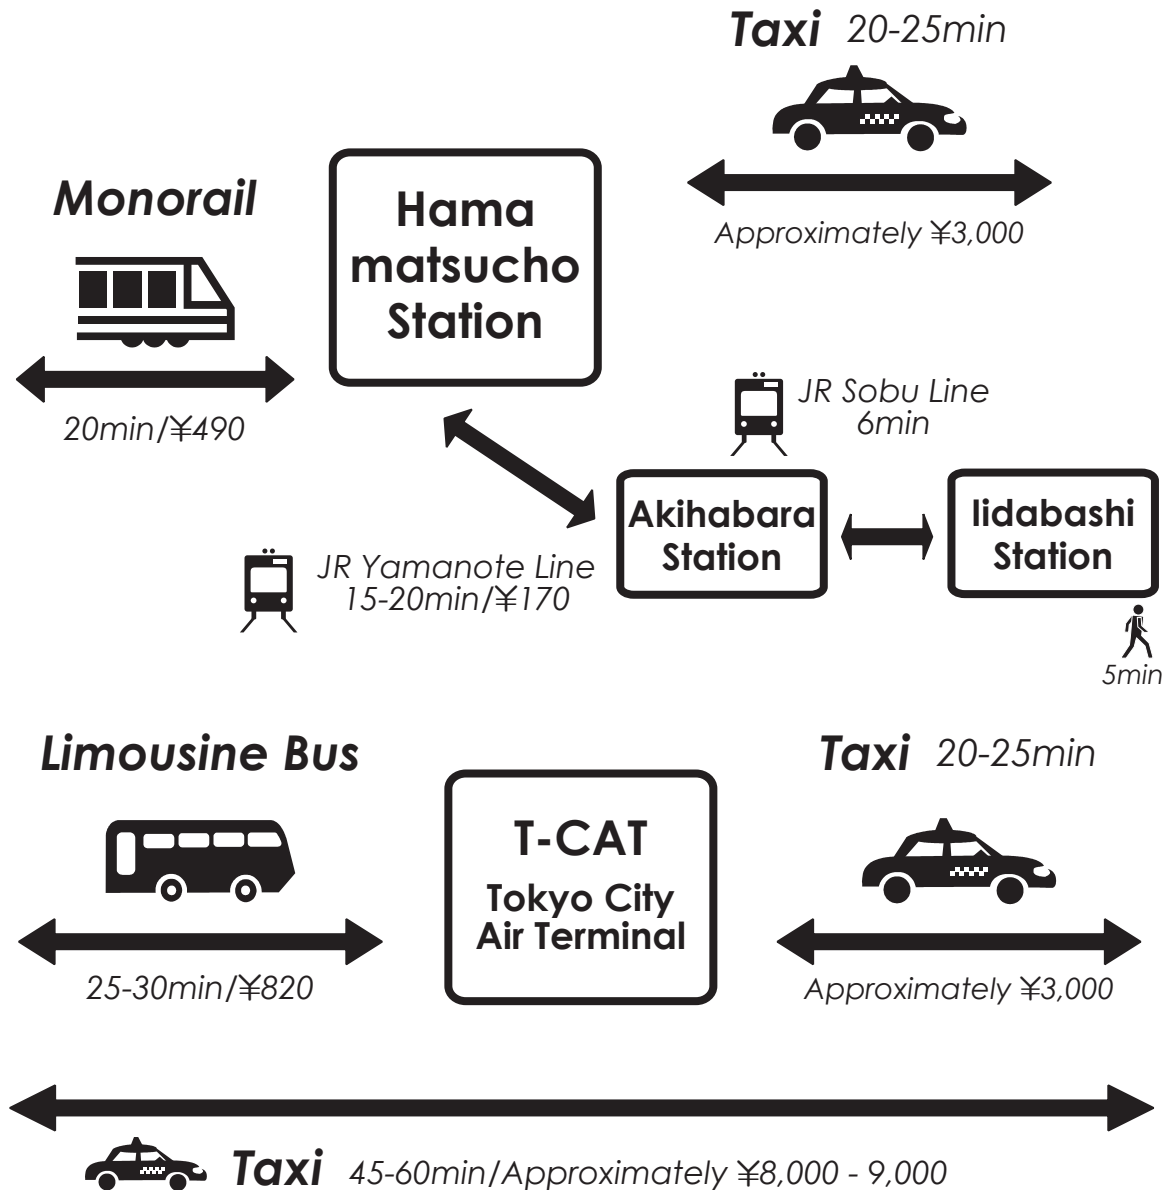 Taxi 20-25min
Monorail
Hama
matsucho
Station
Approximately ¥3,000
20min/¥490
JR Sobu Line
6min
Akihabara
Station
Iidabashi
Station
JR Yamanote Line
15-20min/¥170
5min
Limousine Bus
Taxi 20-25min
T-CAT
Tokyo City
Air Terminal
25-30min/¥820
Approximately ¥3,000
Taxi 45-60min/Approximately ¥8,000 - 9,000